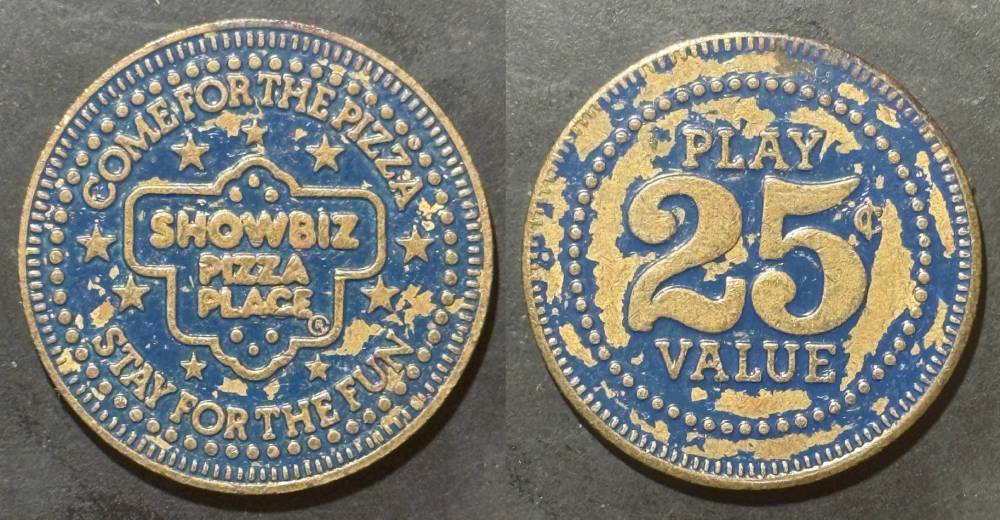 COME FOR THE PIZZA
SHOWBIZ
PIZZA
PLACE ®
STAY FOR THE FUN
PLAY
25¢
VALUE